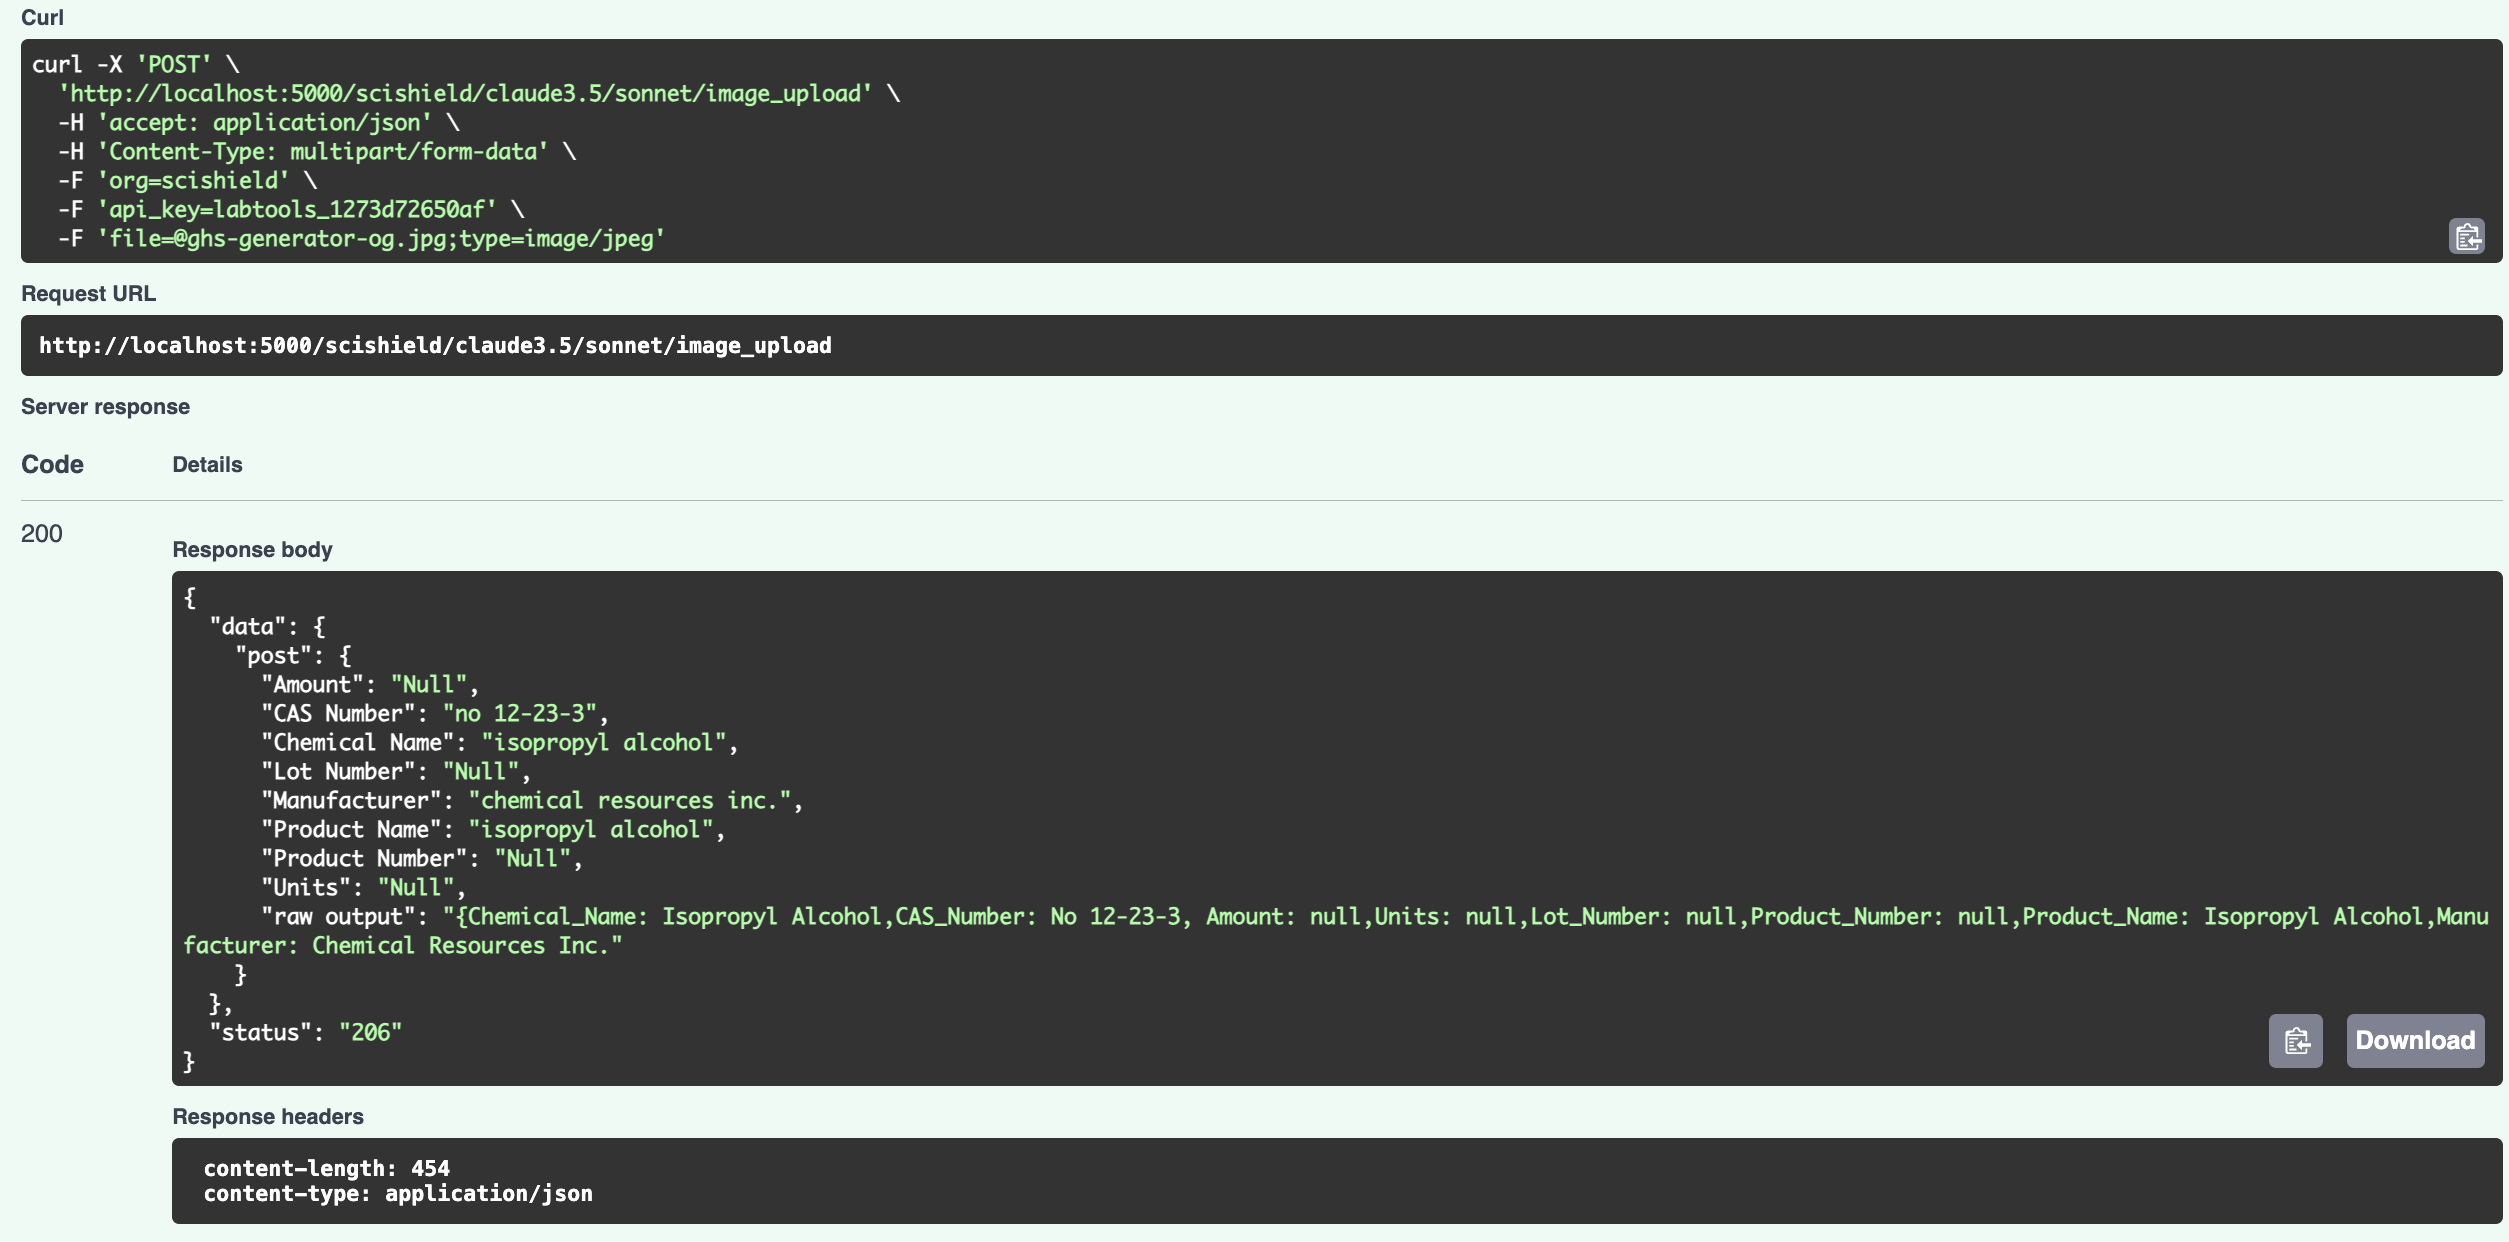 Curl
curl -X 'POST' \
  'http://localhost:5000/scishield/claude3.5/sonnet/image_upload' \
  -H 'accept: application/json' \
  -H 'Content-Type: multipart/form-data' \
  -F 'org=scishield' \
  -F 'api_key=labtools_1273d72650af' \
  -F 'file=@ghs-generator-og.jpg;type=image/jpeg'
Request URL
http://localhost:5000/scishield/claude3.5/sonnet/image_upload
Server response
Code Details
200
Response body
{
  "data": {
    "post": {
      "Amount": "Null",
      "CAS Number": "no 12-23-3",
      "Chemical Name": "isopropyl alcohol",
      "Lot Number": "Null",
      "Manufacturer": "chemical resources inc.",
      "Product Name": "isopropyl alcohol",
      "Product Number": "Null",
      "Units": "Null",
      "raw output": "{Chemical_Name: Isopropyl Alcohol,CAS_Number: No 12-23-3, Amount: null,Units: null,Lot_Number: null,Product_Number: null,Product_Name: Isopropyl Alcohol,Manu
facturer: Chemical Resources Inc."
    }
  },
  "status": "206"
}
Download
Response headers
content-length: 454
content-type: application/json